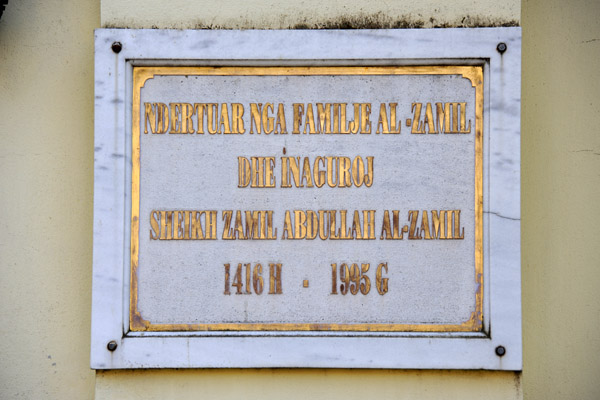 NDERTUAR NGA FAMILJE AL-ZAMIL
DHE INAGUROJ
SHEIKH ZAMIL ABDULLAH AL-ZAMIL
1416 H · 1995 G